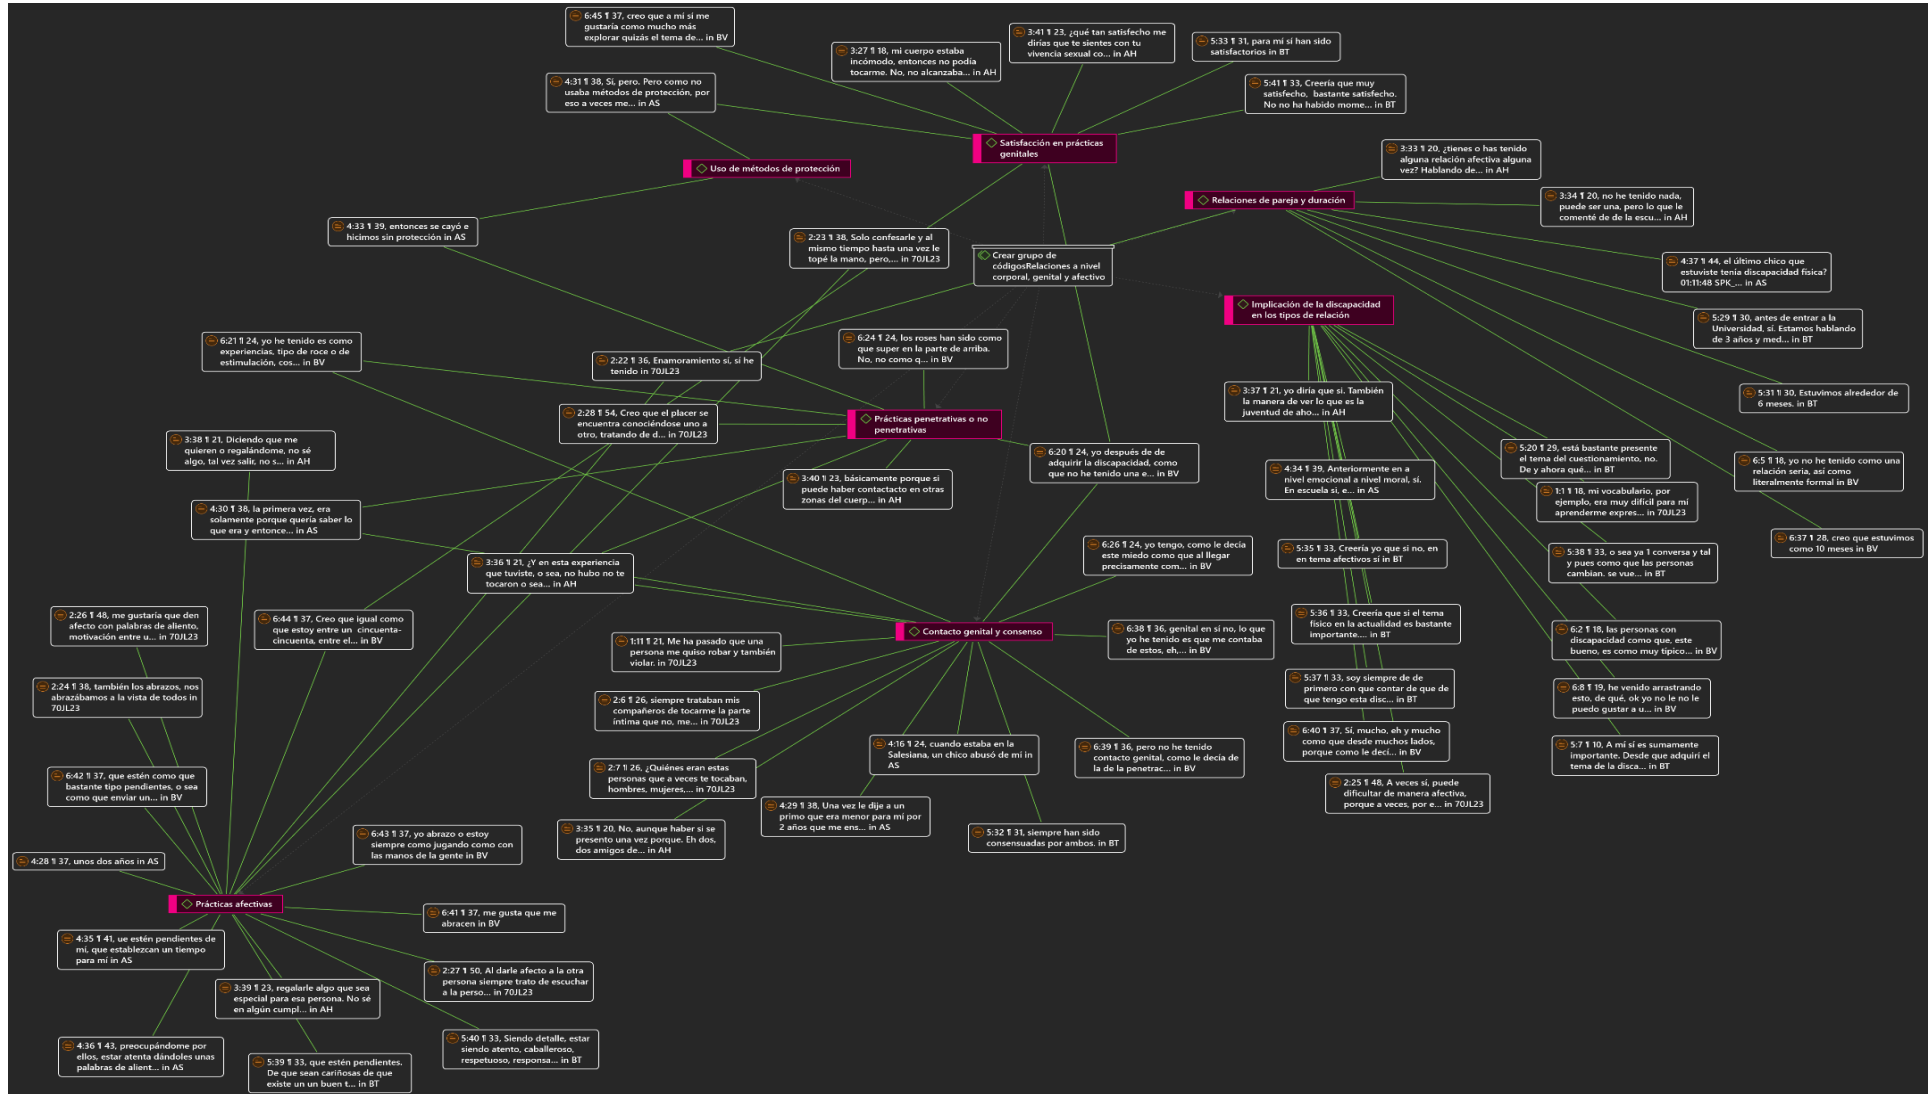 6:45 ¶ 37, creo que a mí sí me
gustaría como mucho más
explorar quizás el tema de... in BV
3:27 ¶ 18, mi cuerpo estaba
incómodo, entonces no podía
tocarme. No, no alcanzaba... in AH
3:41 ¶ 23, ¿qué tan satisfecho me
dirías que te sientes con tu
vivencia sexual co... in AH
5:33 ¶ 31, para mi si han sido
satisfactorios in BT
4:31 ¶ 38, Si, pero. Pero como no
usaba métodos de protección, por
eso a veces me... in AS
5:41 ¶ 33, Creería que muy
satisfecho, bastante satisfecho.
No no ha habido mome... in BT
Satisfacción en prácticas
genitales
Uso de métodos de protección
3:33 ¶ 20, ¿tienes o has tenido
alguna relación afectiva alguna
vez? Hablando de... in AH
Relaciones de pareja y duración
3:34 ¶ 20, no he tenido nada,
puede ser una, pero lo que le
comenté de de la escu... in AH
4:33 ¶ 39, entonces se cayó e
hicimos sin protección in AS
2:23 ¶ 38, Solo confesarle y al
mismo tiempo hasta una vez le
topé la mano, pero,... in 70JL23
Crear grupo de
códigosRelaciones a nivel
corporal, genital y afectivo
4:37 ¶ 44, el último chico que
estuviste tenía discapacidad física?
01:11:48 SPK_... in AS
Implicación de la discapacidad
en los tipos de relación
5:29 ¶ 30, antes de entrar a la
Universidad, sí. Estamos hablando
de 3 años y med... in BT
6:21 ¶ 24, yo he tenido es como
experiencias, tipo de roce o de
estimulación, cos... in BV
6:24 ¶ 24, los roses han sido como
que super en la parte de arriba.
No, no como q... in BV
2:22 ¶ 36, Enamoramiento sí, si he
tenido in 70JL23
3:37 ¶ 21, yo diría que si. También
la manera de ver lo que es la
juventud de aho... in AH
5:31 ¶ 30, Estuvimos alrededor de
6 meses. in BT
2:28 ¶ 54, Creo que el placer se
encuentra conociéndose uno a
otro, tratando de d... in 70JL23
Prácticas penetrativas o no
penetrativas
3:38 ¶ 21, Diciendo que me
quieren o regalándome, no sé
algo, tal vez salir, no s... in AH
6:20 ¶ 24, yo después de de
adquirir la discapacidad, como
que no he tenido una e... in BV
5:20 ¶ 29, está bastante presente
el tema del cuestionamiento, no.
De y ahora qué... in BT
6:5 ¶ 18, yo no he tenido como una
relación seria, así como
literalmente formal in BV
3:40 ¶ 23, básicamente porque si
puede haber contactacto en otras
zonas del cuerp... in AH
4:34 ¶ 39, Anteriormente en a
nivel emocional a nivel moral, sí.
En escuela si, e... in AS
1:1 ¶ 18, mi vocabulario, por
ejemplo, era muy difícil para mí
aprenderme expres... in 70JL23
4:30 ¶ 38, la primera vez, era
solamente porque quería saber lo
que era y entonce... in AS
6:37 ¶ 28, creo que estuvimos
como 10 meses in BV
6:26 ¶ 24, yo tengo, como le decía
este miedo como que al llegar
precisamente com... in BV
5:35 ¶ 33, Creería yo que si no, en
en tema afectivos sí in BT
5:38 ¶ 33, o sea ya 1 conversa y tal
y pues como que las personas
cambian. se vue... in BT
3:36 ¶ 21, ¿Y en esta experiencia
que tuviste, o sea, no hubo no te
tocaron o sea... in AH
2:26 ¶ 48, me gustaría que den
afecto con palabras de aliento,
motivación entre u... in 70JL23
6:44 ¶ 37, Creo que igual como
que estoy entre un cincuenta-
cincuenta, entre el... in BV
5:36 ¶ 33, Creería que si el tema
físico en la actualidad es bastante
importante.... in BT
Contacto genital y consenso
6:38 ¶ 36, genital en sí no, lo que
yo he tenido es que me contaba
de estos, eh,... in BV
6:2 ¶ 18, las personas con
discapacidad como que, este
bueno, es como muy típico... in BV
1:11 ¶ 21, Me ha pasado que una
persona me quiso robar y también
violar. in 70JL23
2:24 ¶ 38, también los abrazos, nos
abrazábamos a la vista de todos in
70JL23
5:37 ¶ 33, soy siempre de de
primero con que contar de que de
que tengo esta disc... in BT
6:8 ¶ 19, he venido arrastrando
esto, de qué, ok yo no le no le
puedo gustar a u... in BV
2:6 ¶ 26, siempre trataban mis
compañeros de tocarme la parte
íntima que no, me... in 70JL23
6:40 ¶ 37, Sí, mucho, eh y mucho
como que desde muchos lados,
porque como le decí... in BV
4:16 ¶ 24, cuando estaba en la
Salesiana, un chico abusó de mí in
AS
6:39 ¶ 36, pero no he tenido
contacto genital, como le decía de
la de la penetrac... in BV
5:7 ¶ 10, A mí sí es sumamente
importante. Desde que adquirí el
tema de la disca... in BT
2:7 ¶ 26, ¿Quiénes eran estas
personas que a veces te tocaban,
hombres, mujeres,... in 70JL23
6:42 ¶ 37, que estén como que
bastante tipo pendientes, o sea
como que enviar un... in BV
2:25 ¶ 48, A veces sí, puede
dificultar de manera afectiva,
porque a veces, por e... in 70JL23
4:29 ¶ 38, Una vez le dije a un
primo que era menor para mí por
2 años que me ens... in AS
3:35 ¶ 20, No, aunque haber si se
presento una vez porque. Eh dos,
dos amigos de... in AH
5:32 ¶ 31, siempre han sido
consensuadas por ambos. in BT
6:43 ¶ 37, yo abrazo o estoy
siempre como jugando como con
las manos de la gente in BV
4:28 ¶ 37, unos dos años in AS
Prácticas afectivas
6:41 ¶ 37, me gusta que me
abracen in BV
4:35 ¶ 41, ue estén pendientes de
mí, que establezcan un tiempo
para mí in AS
2:27 ¶ 50, Al darle afecto a la otra
persona siempre trato de escuchar
a la perso... in 70JL23
3:39 ¶ 23, regalarle algo que sea
especial para esa persona. No sé
en algún cumpl... in AH
4:36 ¶ 43, preocupándome por
ellos, estar atenta dándoles unas
palabras de alient... in AS
5:40 ¶ 33, Siendo detalle, estar
siendo atento, caballeroso,
respetuoso, responsa... in BT
5:39 ¶ 33, que estén pendientes.
De que sean cariñosas de que
existe un un buen t... in BT